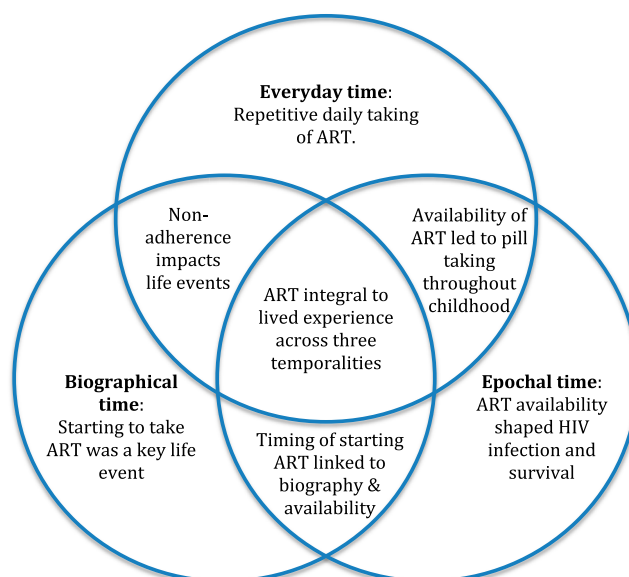 Everyday time:
Repetitive daily taking
of ART.
Non-
adherence
impacts
life events
Availability of
ART led to pill
taking
throughout
childhood
ART integral to
lived experience
across three
temporalities
Biographical
time:
Starting to take
ART was a key life
event
Epochal time:
ART availability
shaped HIV
infection and
survival
Timing of starting
ART linked to
biography &
availability